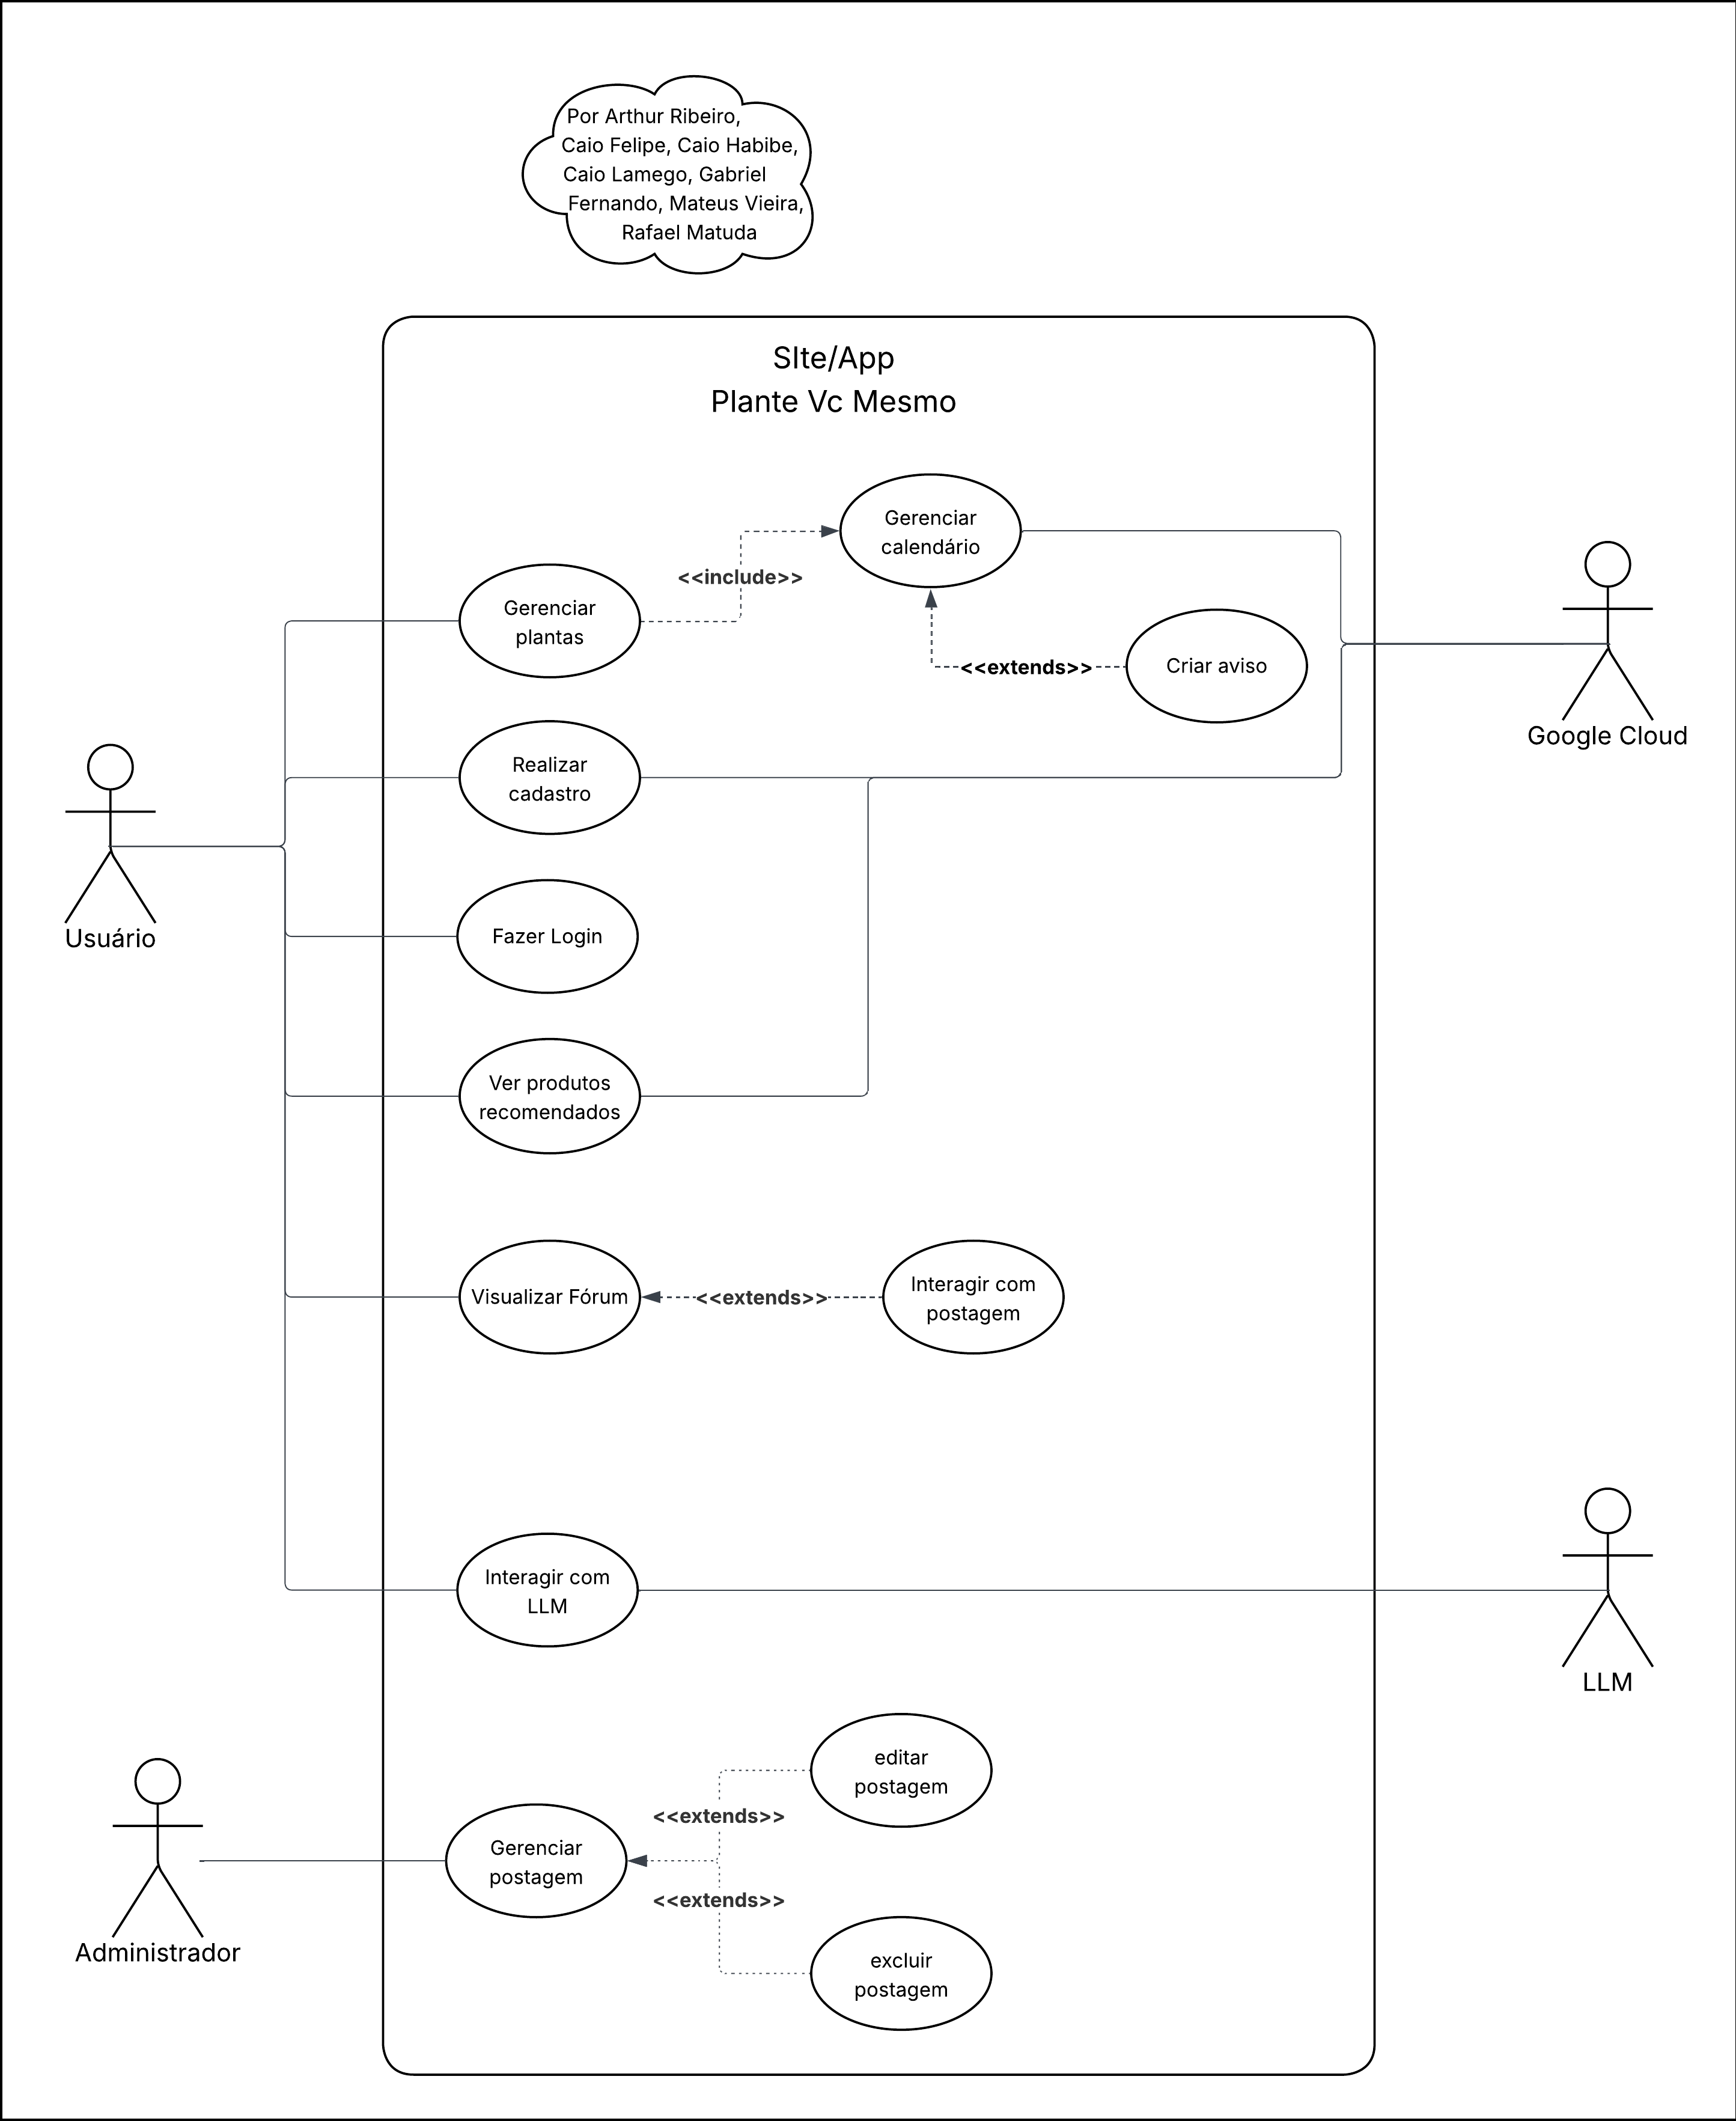 Por Arthur Ribeiro,
Caio Felipe, Caio Habibe,
Caio Lamego, Gabriel
Fernando, Mateus Vieira,
Rafael Matuda
SIte/App
Plante Vc Mesmo
Gerenciar
calendário
<<include>>
Gerenciar
plantas
<<extends>>
Criar aviso
Google Cloud
Realizar
cadastro
Usuário
Fazer Login
Ver produtos
recomendados
Visualizar Fórum
<<extends>>
Interagir com
postagem
Interagir com
LLM
LLM
editar
postagem
<<extends>>
Gerenciar
postagem
<<extends>>
Administrador
excluir
postagem